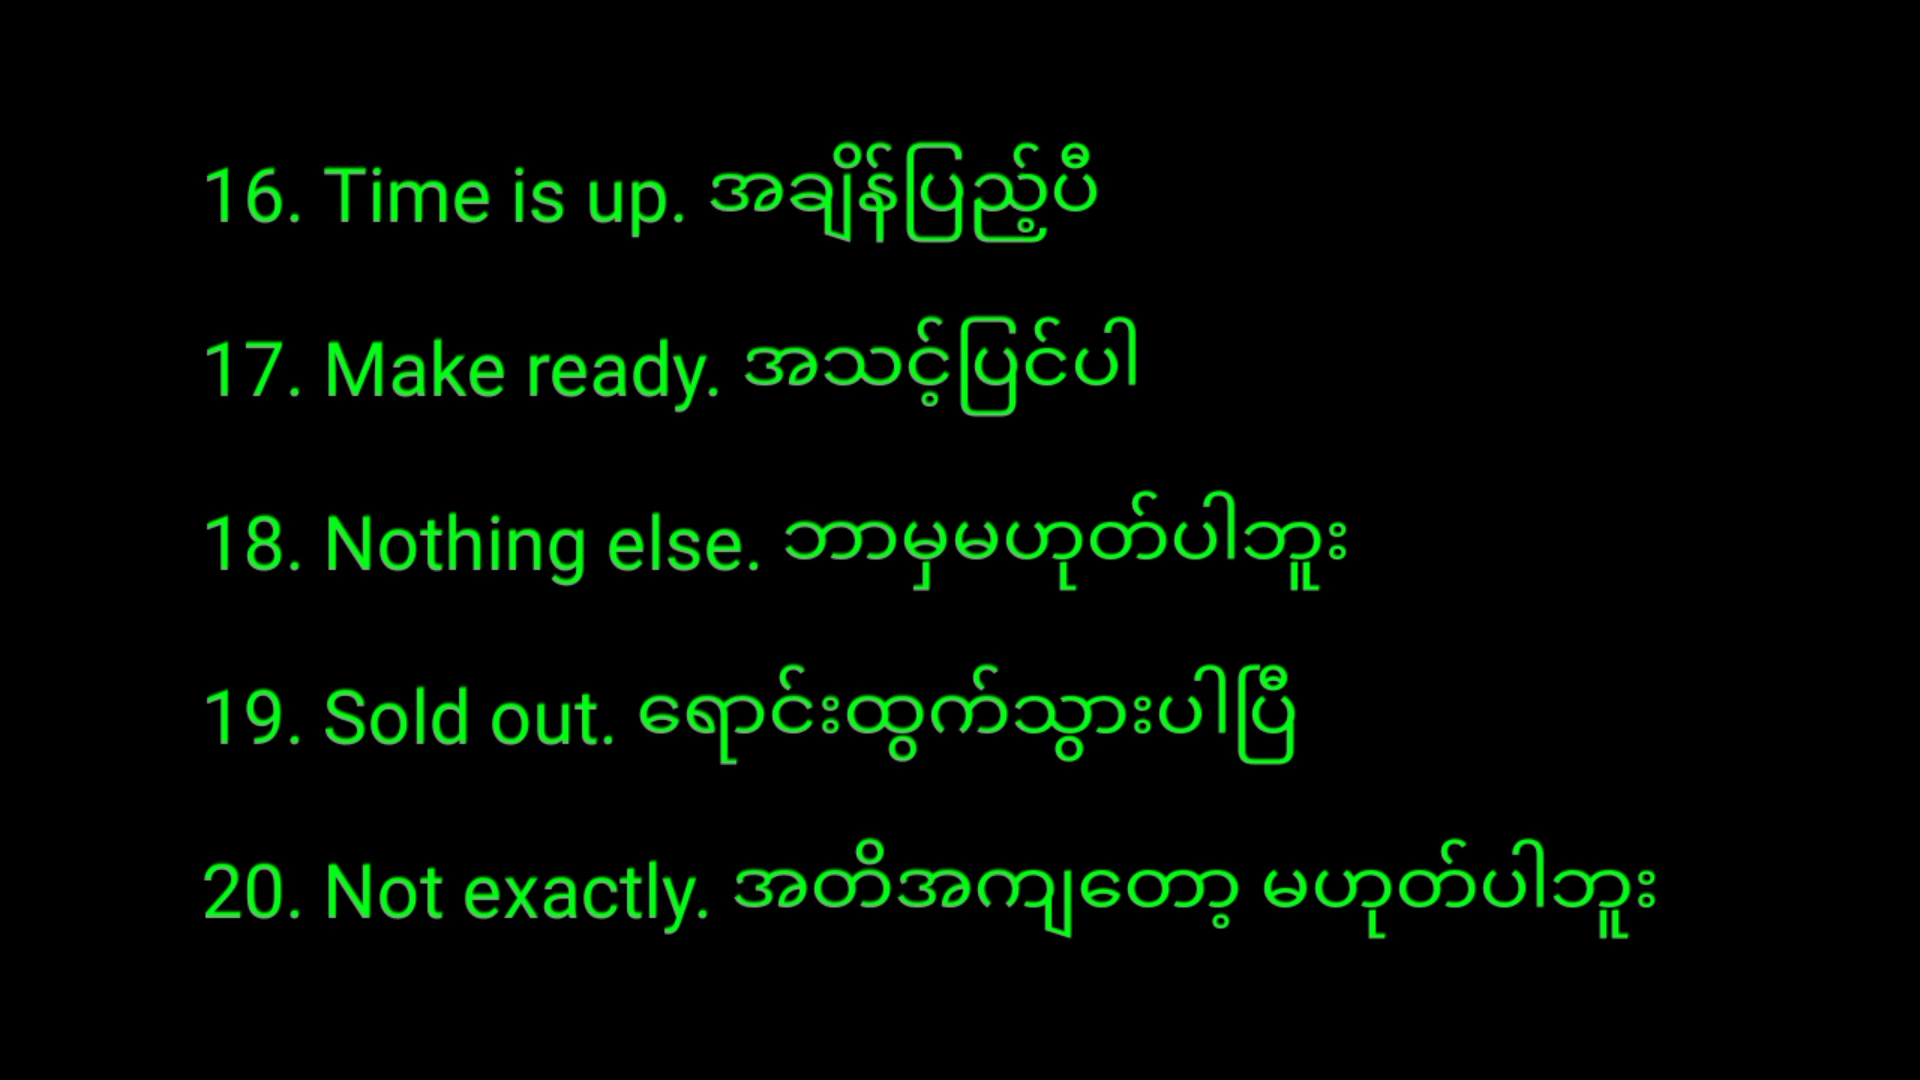 16. Time is up. အချိန်ပြည့်ပီ
17. Make ready. အသင့်ပြင်ပါ
18. Nothing else. ဘာမှမဟုတ်ပါဘူး
19. Sold out. ရောင်းထွက်သွားပါပြီ
20. Not exactly. အတိအကျတော့ မဟုတ်ပါဘူး